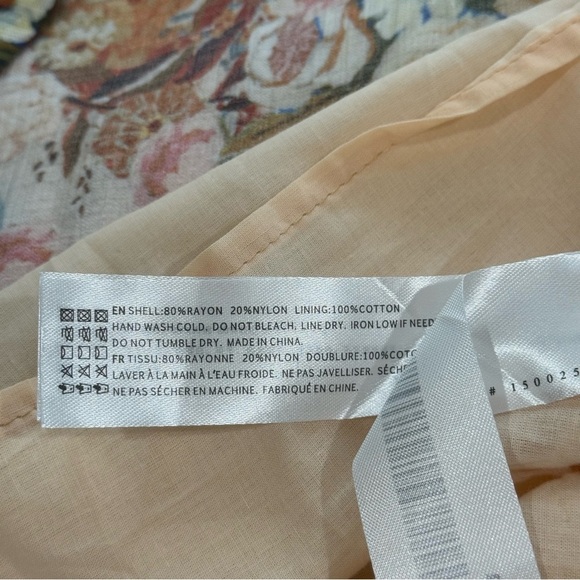 EN SHELL:80%RAYON 20%NYLON LINING:100%COTTON
HAND WASH COLD. DO NOT BLEACH. LINE DRY. IRON LOW IF NEED
DO NOT TUMBLE DRY. MADE IN CHINA.
FR TISSU:80%RAYONNE 20%NYLON DOUBLURE:100%COTO
LAVER À LA MAIN À L'EAU FROIDE. NE PAS JAVELLISER. SÉCHE
NE PAS SÉCHER EN MACHINE. FABRIQUÉ EN CHINE.
# 150025